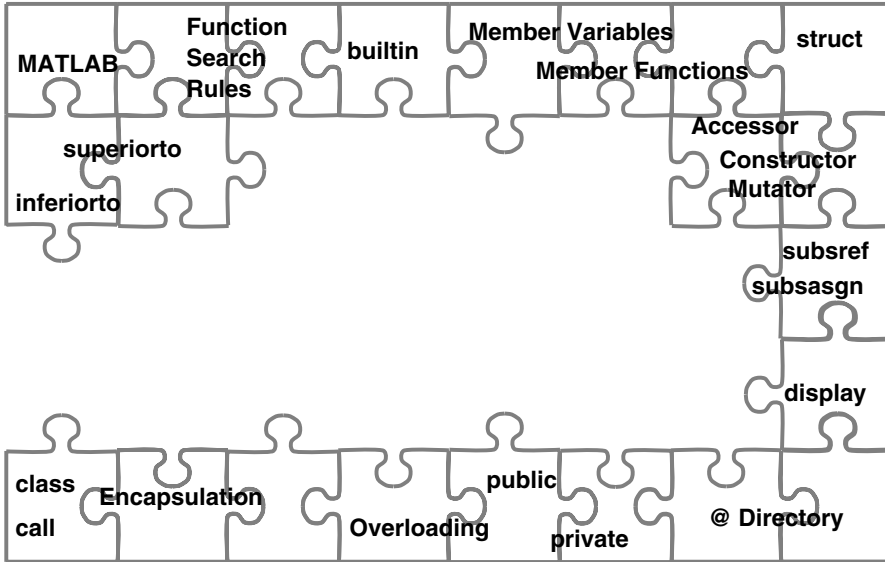 MATLAB
Function
Search
Rules
builtin
Member Variables
Member Functions
struct
superiorto
inferiorto
Accessor
Constructor
Mutator
subsref
subsasgn
display
class
call
Encapsulation
Overloading
public
private
@ Directory